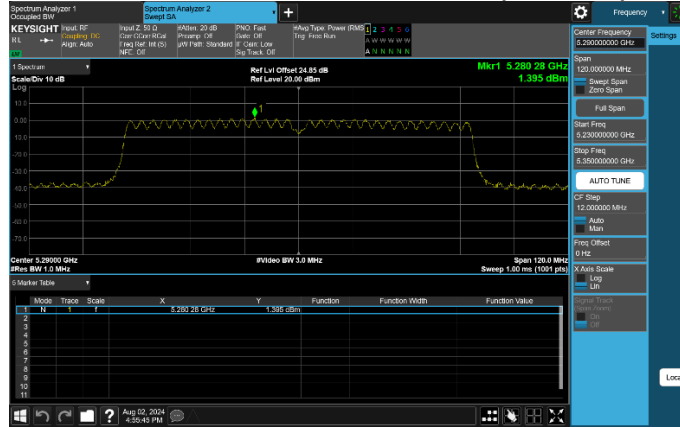 Spectrum Analyzer 1
Occupied BW
Spectrum Analyzer 2
Swept SA
+
Frequency
KEYSIGHT
RL
Input: RF
Coupling: DC
Align: Auto
Input Z: 50 Ω
Corr CCorr RCal
Freq Ref: Int (S)
NFE: Off
#Atten: 20 dB
Preamp: Off
µW Path: Standard
PNO: Fast
Gate: Off
IF Gain: Low
Sig Track: Off
#Avg Type: Power (RMS)
Trig: Free Run
1 2 3 4 5 6
A W W W W W
A N N N N N
1 Spectrum
Scale/Div 10 dB
Log
Ref Lvl Offset 24.85 dB
Ref Level 20.00 dBm
Mkr1 5.280 28 GHz
1.395 dBm
10.0
0.00
-10.0
-20.0
-30.0
-40.0
-50.0
-60.0
-70.0
1
Center 5.29000 GHz
#Res BW 1.0 MHz
#Video BW 3.0 MHz
Span 120.0 MHz
Sweep 1.00 ms (1001 pts)
5 Marker Table
Mode Trace Scale X Y Function Function Width Function Value
1 N 1 f 5.280 28 GHz 1.395 dBm
2
3
4
5
6
7
8
9
10
11
Aug 02, 2024
4:55:45 PM
Center Frequency
5.290000000 GHz
Settings
Span
120.000000 MHz
Swept Span
Zero Span
Full Span
Start Freq
5.230000000 GHz
Stop Freq
5.350000000 GHz
AUTO TUNE
CF Step
12.000000 MHz
Auto
Man
Freq Offset
0 Hz
X Axis Scale
Log
Lin
Signal Track
(Span Zoom)
On
Off
Loca